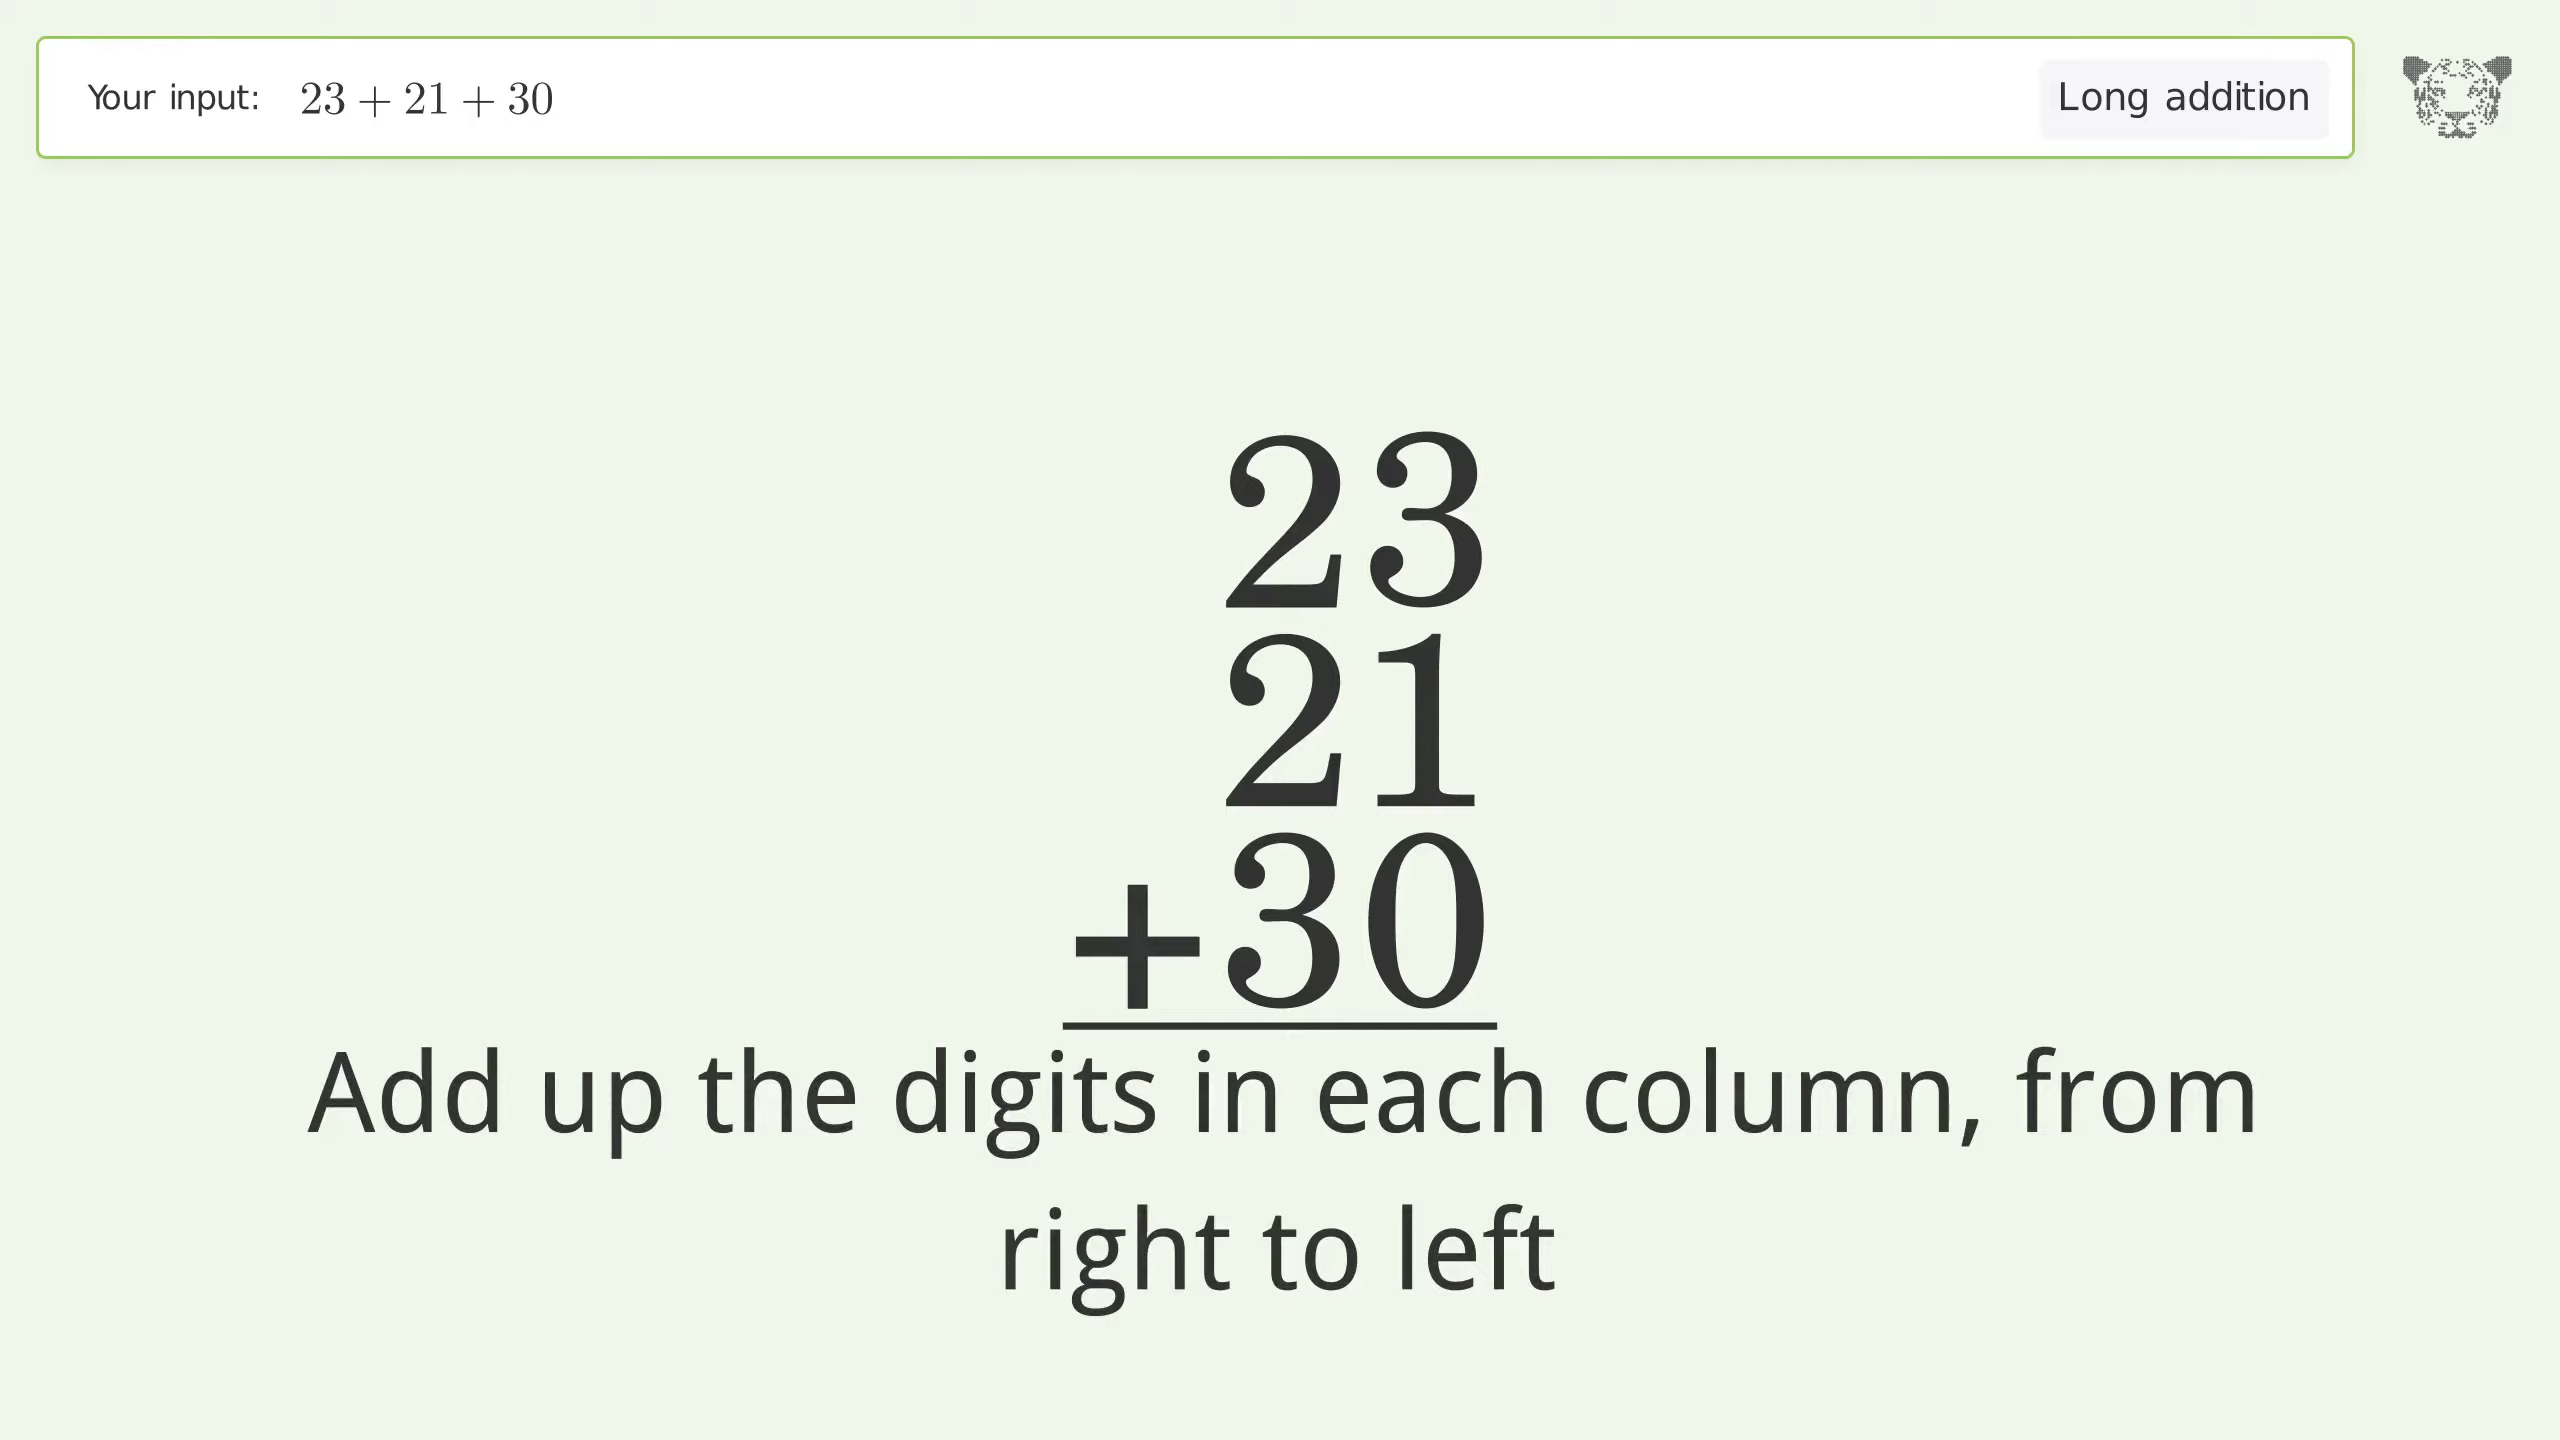 Your input: 23 + 21 + 30
Long addition
23
21
+30
Add up the digits in each column, from
right to left